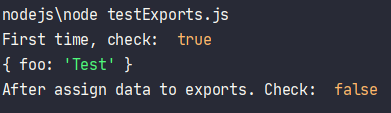 nodejs\node testExports.js
First time, check:  true
{ foo: 'Test' }
After assign data to exports. Check:  false